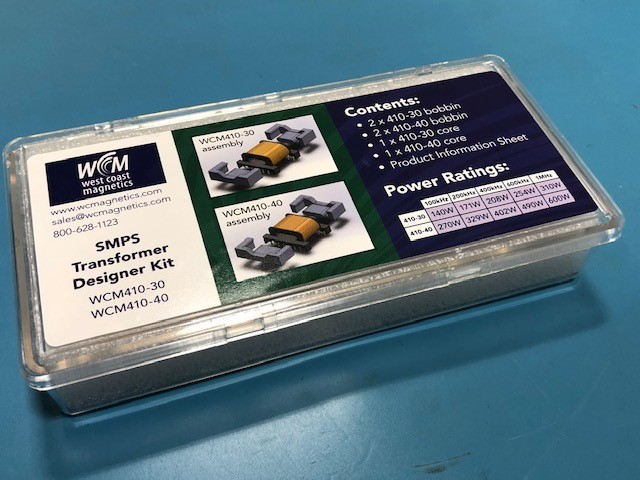 WCM
west coast
magnetics
www.wcmagnetics.com
sales@wcmagnetics.com
800-628-1123
SMPS
Transformer
Designer Kit
WCM410-30
WCM410-40
WCM410-30
assembly
WCM410-40
assembly
Contents:
• 2 x 410-30 bobbin
• 2 x 410-40 bobbin
• 1 x 410-30 core
• 1 x 410-40 core
• Product Information Sheet
Power Ratings:
100kHz 200kHz 400kHz 600kHz 1MHz
410-30 140W 171W 208W 254W 310W
410-40 270W 329W 402W 490W 600W